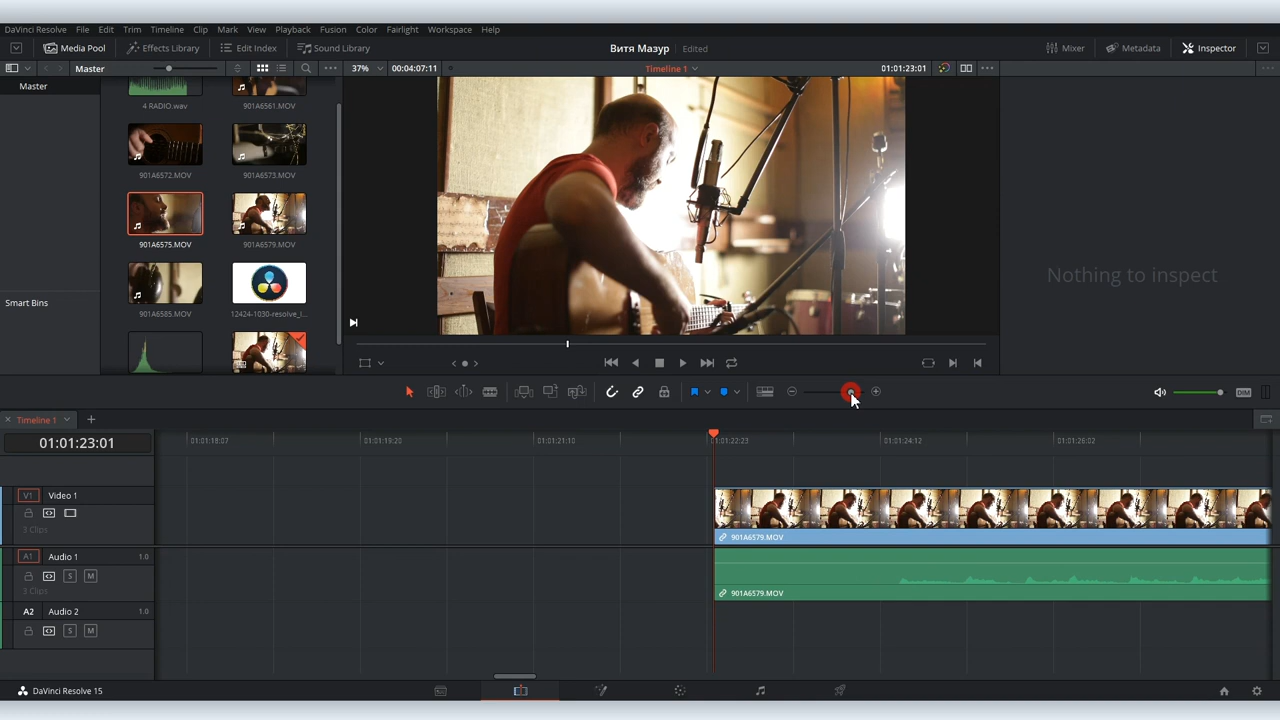 DaVinci Resolve File Edit Trim Timeline Clip Mark View Playback Fusion Color Fairlight Workspace Help
Media Pool Effects Library Edit Index Sound Library Витя Мазур Edited Mixer Metadata Inspector
Master 37% 00:04:07:11 Timeline 1 01:01:23:01
Master
4 RADIO.wav 901A6561.MOV
901A6572.MOV 901A6573.MOV
901A6575.MOV 901A6579.MOV
Nothing to inspect
Smart Bins
901A6585.MOV 12424-1030-resolve_l...
DIM
Timeline 1
01:01:23:01
01:01:18:07 01:01:19:20 01:01:21:10 01:01:22:23 01:01:24:12 01:01:26:02
V1 Video 1
3 Clips
901A6579.MOV
A1 Audio 1 1.0
S M
3 Clips
901A6579.MOV
A2 Audio 2 1.0
S M
DaVinci Resolve 15